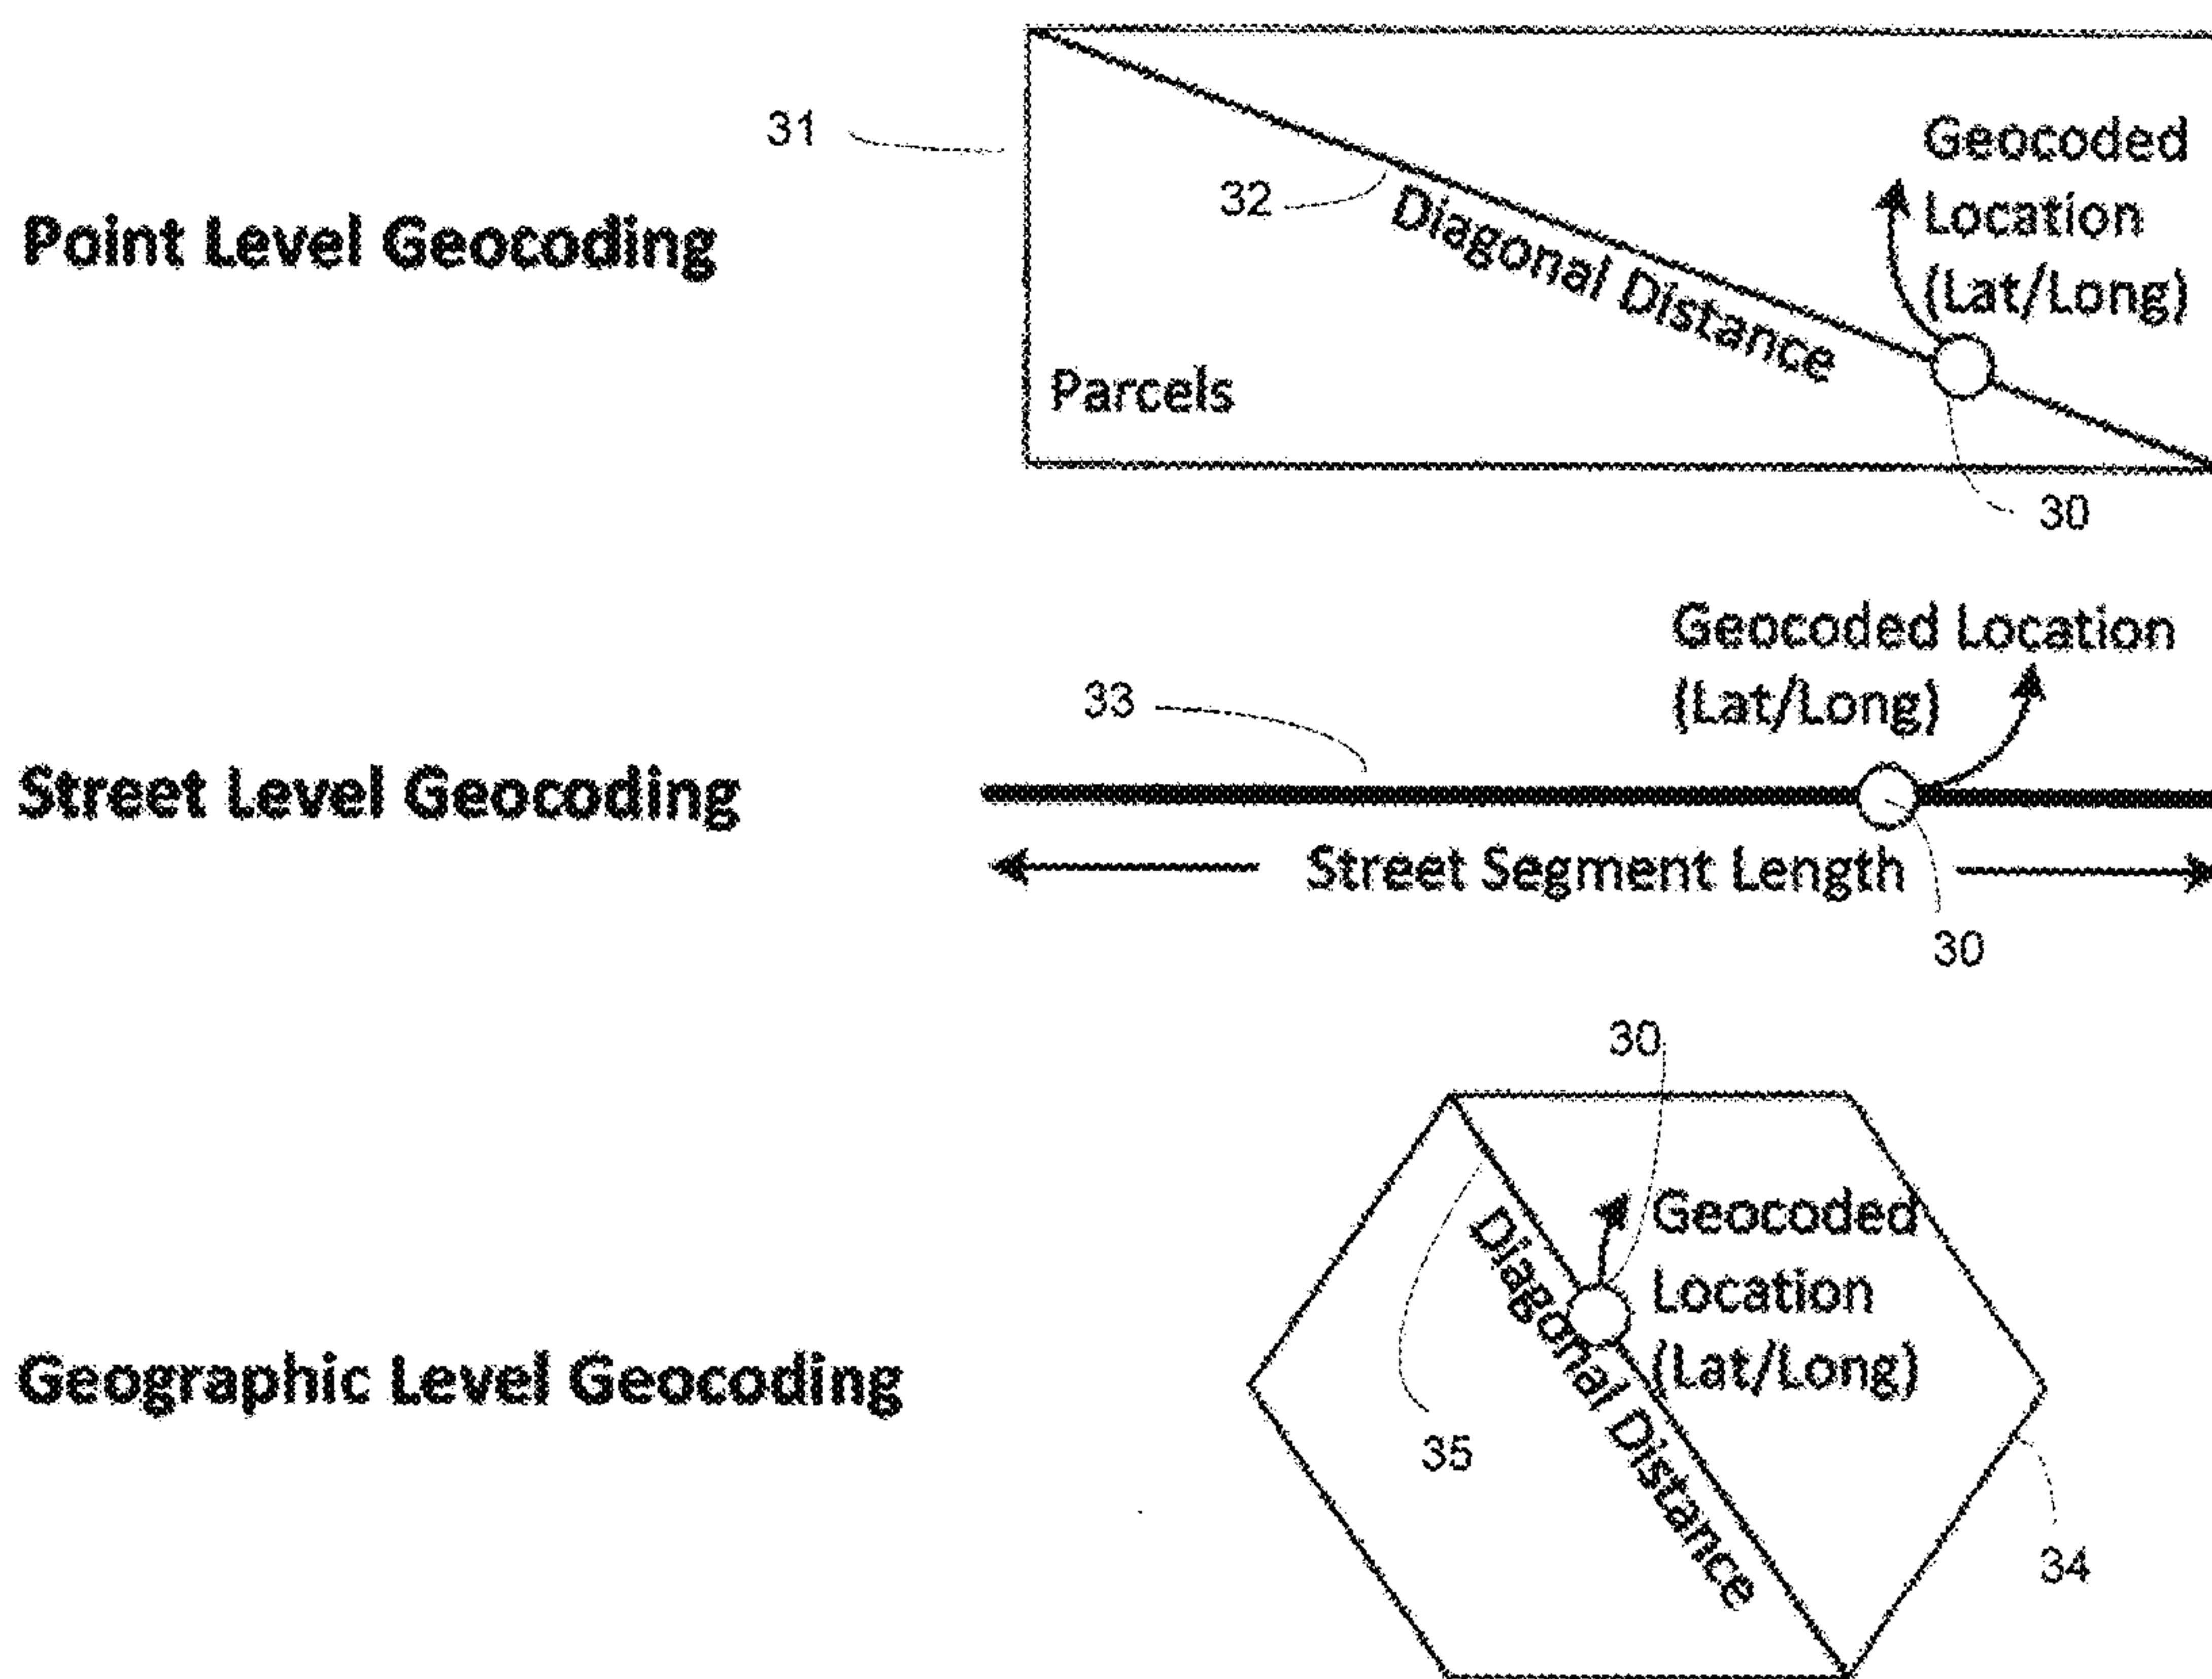 31
32
Geocoded
Location
(Lat/Long)
Point Level Geocoding
Diagonal Distance
Parcels
30
Geocoded Location
(Lat/Long)
33
Street Level Geocoding
Street Segment Length
30
30
Geocoded
Location
(Lat/Long)
Diagonal Distance
Geographic Level Geocoding
35
34